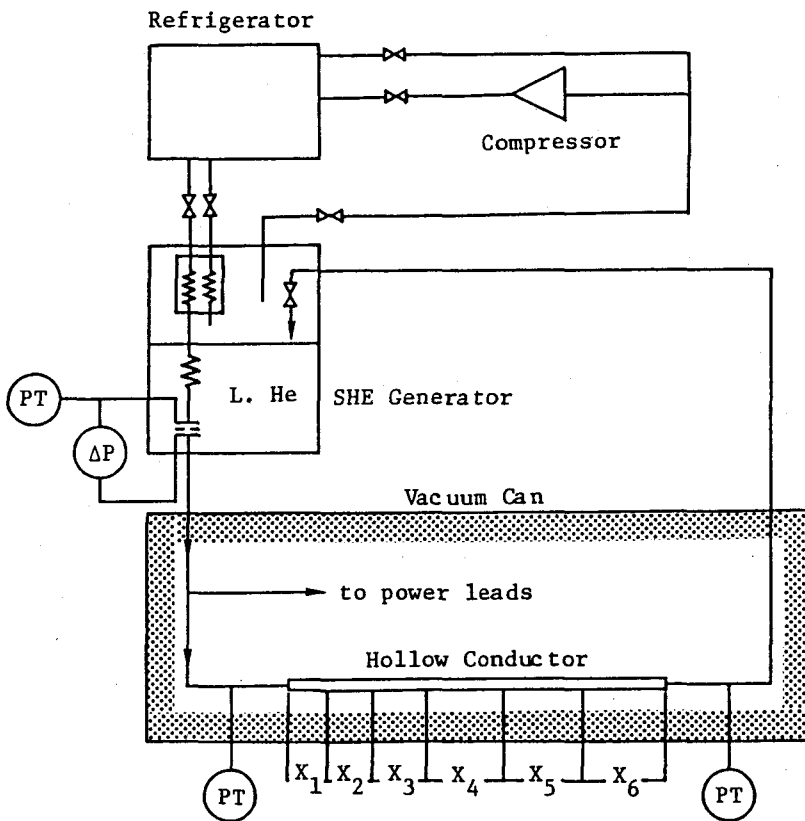 Refrigerator
Compressor
L. He
SHE Generator
PT
ΔP
Vacuum Can
to power leads
Hollow Conductor
X1 X2 X3 X4 X5 X6
PT
PT